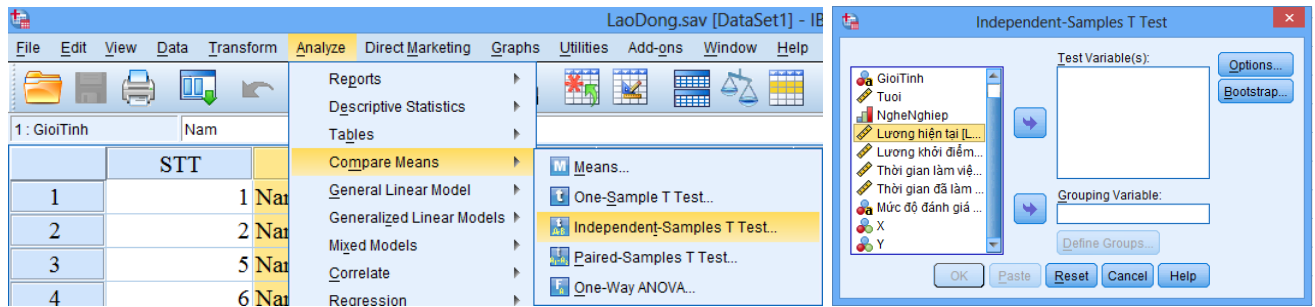 LaoDong.sav [DataSet1] - IB
File Edit View Data Transform Analyze Direct Marketing Graphs Utilities Add-ons Window Help
1 : GioiTinh Nam
STT
1 Nar
2 Nar
3 5 Nar
4 6 Nar
Reports
Descriptive Statistics
Tables
Compare Means
General Linear Model
Generalized Linear Models
Mixed Models
Correlate
Regression
Means...
One-Sample T Test...
Independent-Samples T Test...
Paired-Samples T Test...
One-Way ANOVA...
Independent-Samples T Test
GioiTinh
Tuoi
NgheNghiep
Lương hiện tại [L...
Lương khởi điểm...
Thời gian làm việ...
Thời gian đã làm ...
Mức độ đánh giá ...
X
Y
Test Variable(s):
Grouping Variable:
Define Groups...
Options...
Bootstrap...
OK Paste Reset Cancel Help